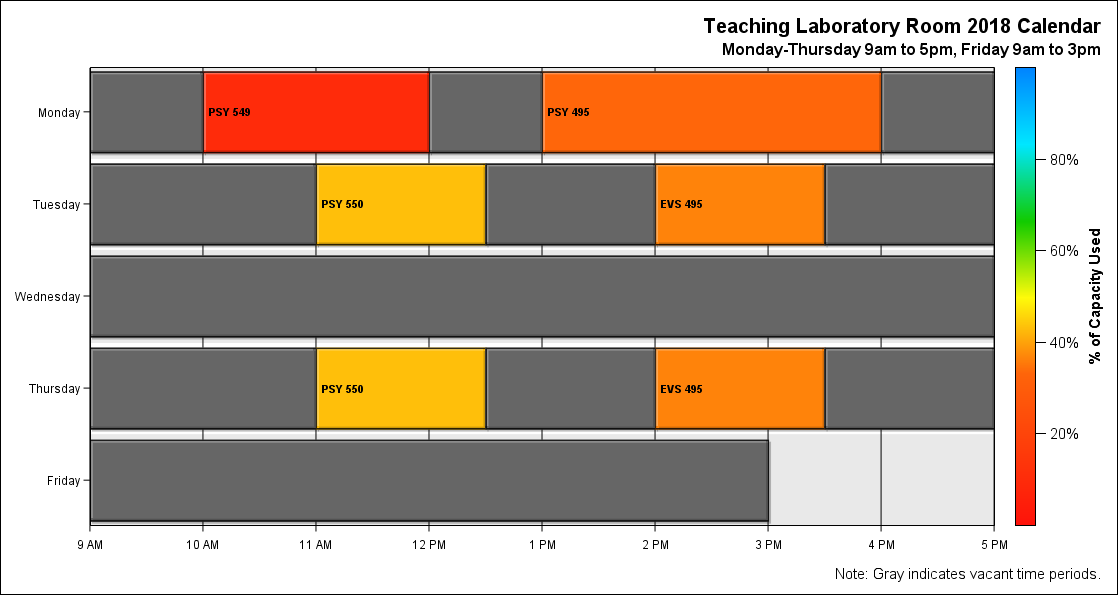 Teaching Laboratory Room 2018 Calendar
Monday-Thursday 9am to 5pm, Friday 9am to 3pm
Monday
PSY 549
PSY 495
Tuesday
PSY 550
EVS 495
Wednesday
Thursday
PSY 550
EVS 495
Friday
9 AM
10 AM
11 AM
12 PM
1 PM
2 PM
3 PM
4 PM
5 PM
80%
60%
40%
20%
% of Capacity Used
Note: Gray indicates vacant time periods.